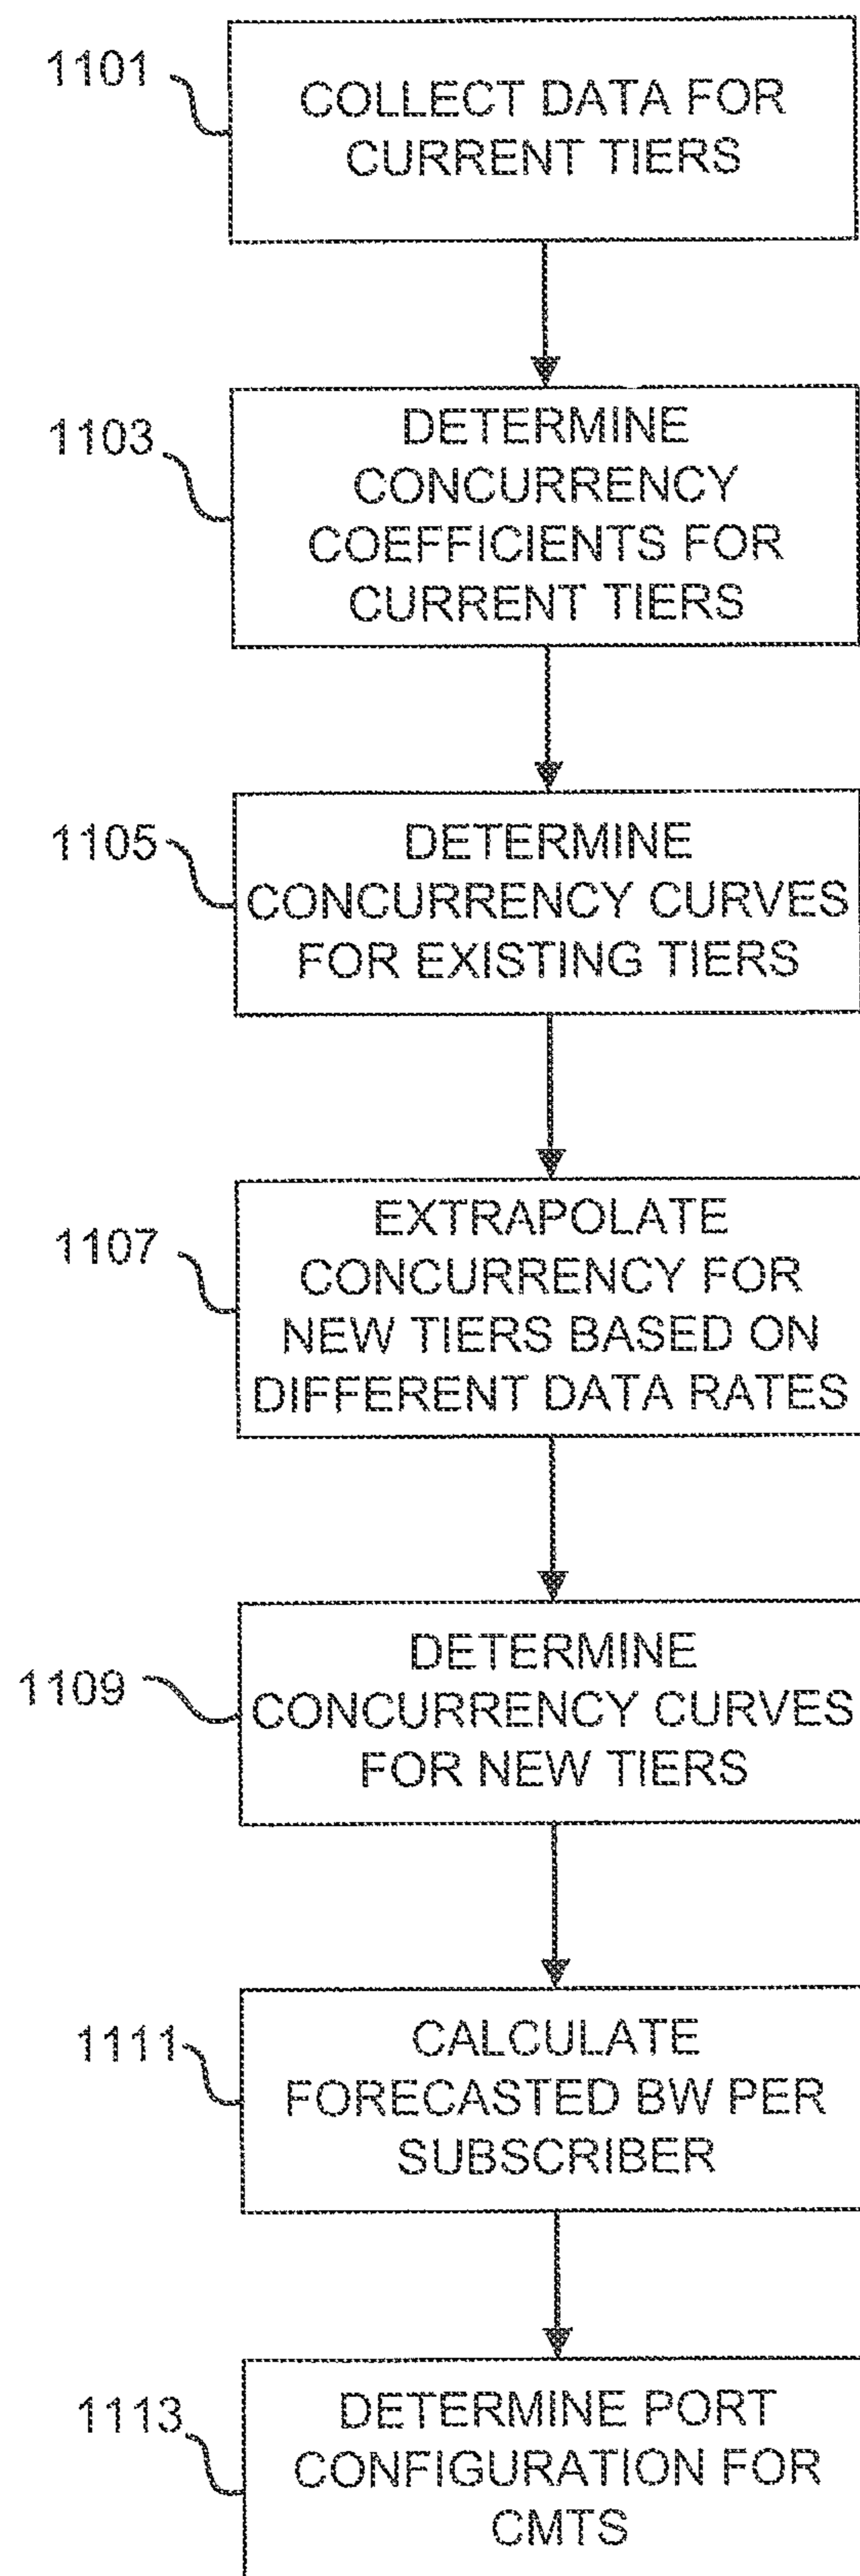 1101
COLLECT DATA FOR
CURRENT TIERS
1103
DETERMINE
CONCURRENCY
COEFFICIENTS FOR
CURRENT TIERS
1105
DETERMINE
CONCURRENCY CURVES
FOR EXISTING TIERS
1107
EXTRAPOLATE
CONCURRENCY FOR
NEW TIERS BASED ON
DIFFERENT DATA RATES
1109
DETERMINE
CONCURRENCY CURVES
FOR NEW TIERS
1111
CALCULATE
FORECASTED BW PER
SUBSCRIBER
1113
DETERMINE PORT
CONFIGURATION FOR
CMTS